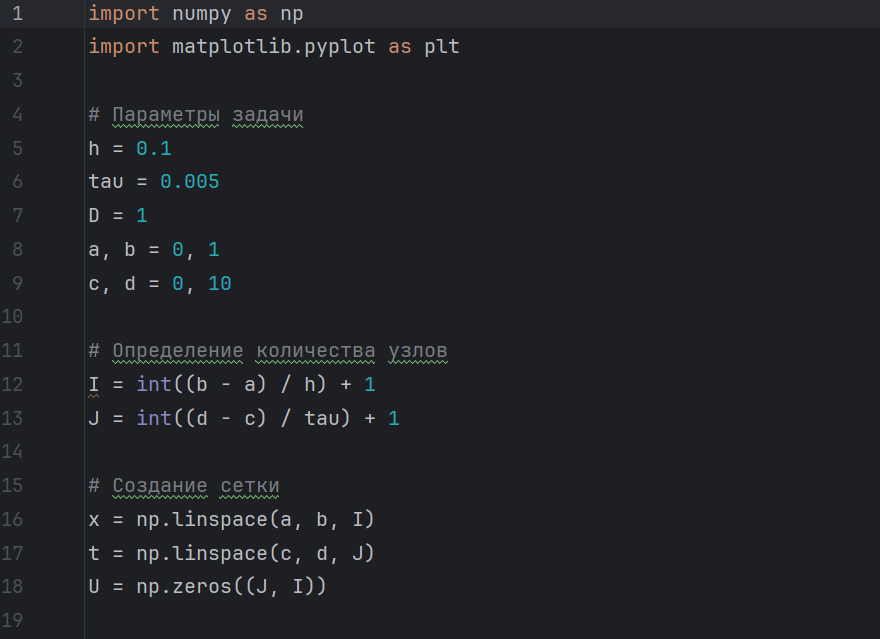 1 import numpy as np
2 import matplotlib.pyplot as plt
3
4 # Параметры задачи
5 h = 0.1
6 tau = 0.005
7 D = 1
8 a, b = 0, 1
9 c, d = 0, 10
10
11 # Определение количества узлов
12 I = int((b - a) / h) + 1
13 J = int((d - c) / tau) + 1
14
15 # Создание сетки
16 x = np.linspace(a, b, I)
17 t = np.linspace(c, d, J)
18 U = np.zeros((J, I))
19